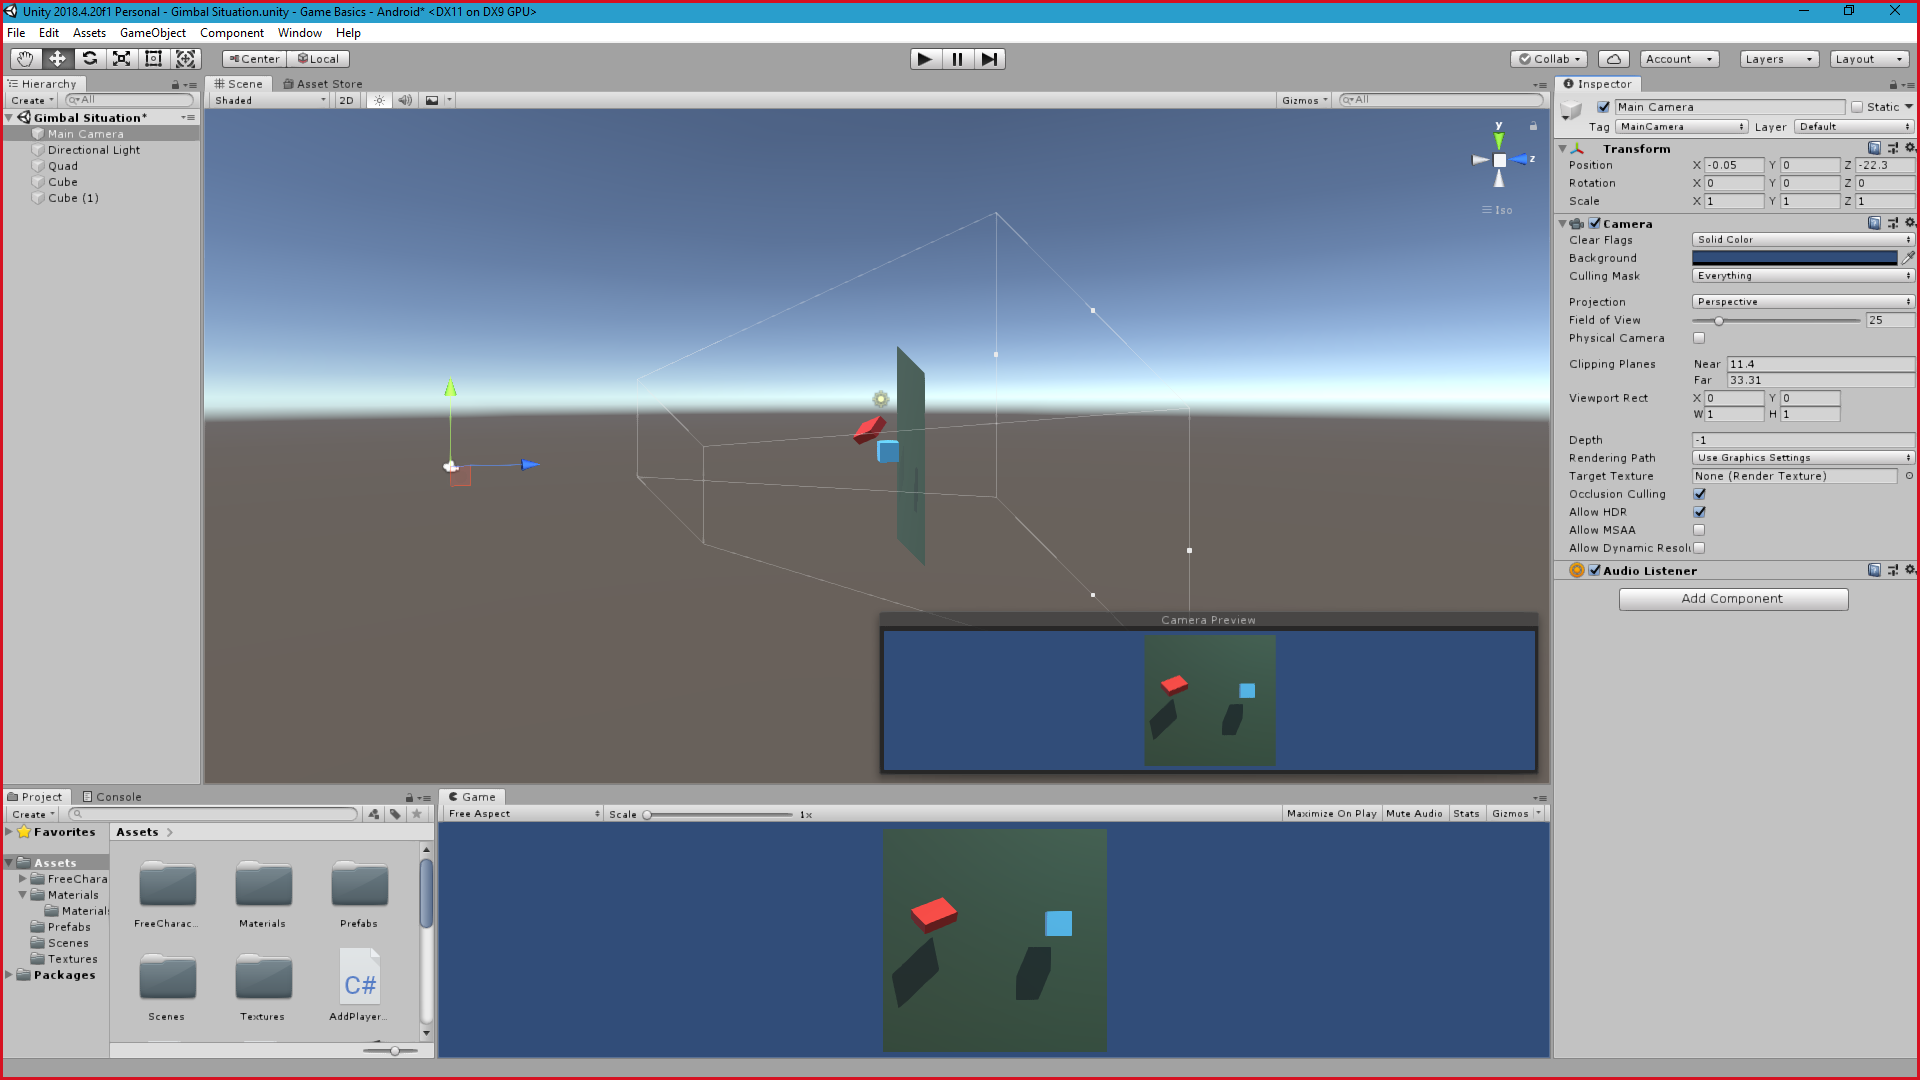 Unity 2018.4.20f1 Personal - Gimbal Situation.unity - Game Basics - Android* <DX11 on DX9 GPU>
File Edit Assets GameObject Component Window Help
Center Local
Collab Account Layers Layout
Hierarchy
Create All
Gimbal Situation*
Main Camera
Directional Light
Quad
Cube
Cube (1)
Scene Asset Store
Shaded 2D Gizmos All
y
z
Iso
Camera Preview
Inspector
Main Camera Static
Tag MainCamera Layer Default
Transform
Position X -0.05 Y 0 Z -22.3
Rotation X 0 Y 0 Z 0
Scale X 1 Y 1 Z 1
Camera
Clear Flags Solid Color
Background
Culling Mask Everything
Projection Perspective
Field of View 25
Physical Camera
Clipping Planes Near 11.4
Far 33.31
Viewport Rect X 0 Y 0
W 1 H 1
Depth -1
Rendering Path Use Graphics Settings
Target Texture None (Render Texture)
Occlusion Culling
Allow HDR
Allow MSAA
Allow Dynamic Resolu
Audio Listener
Add Component
Project Console
Create
Favorites
Assets
FreeChara
Materials
Materials
Prefabs
Scenes
Textures
Packages
Assets
FreeCharac... Materials Prefabs
C#
Scenes Textures AddPlayer...
Game
Free Aspect Scale 1x Maximize On Play Mute Audio Stats Gizmos